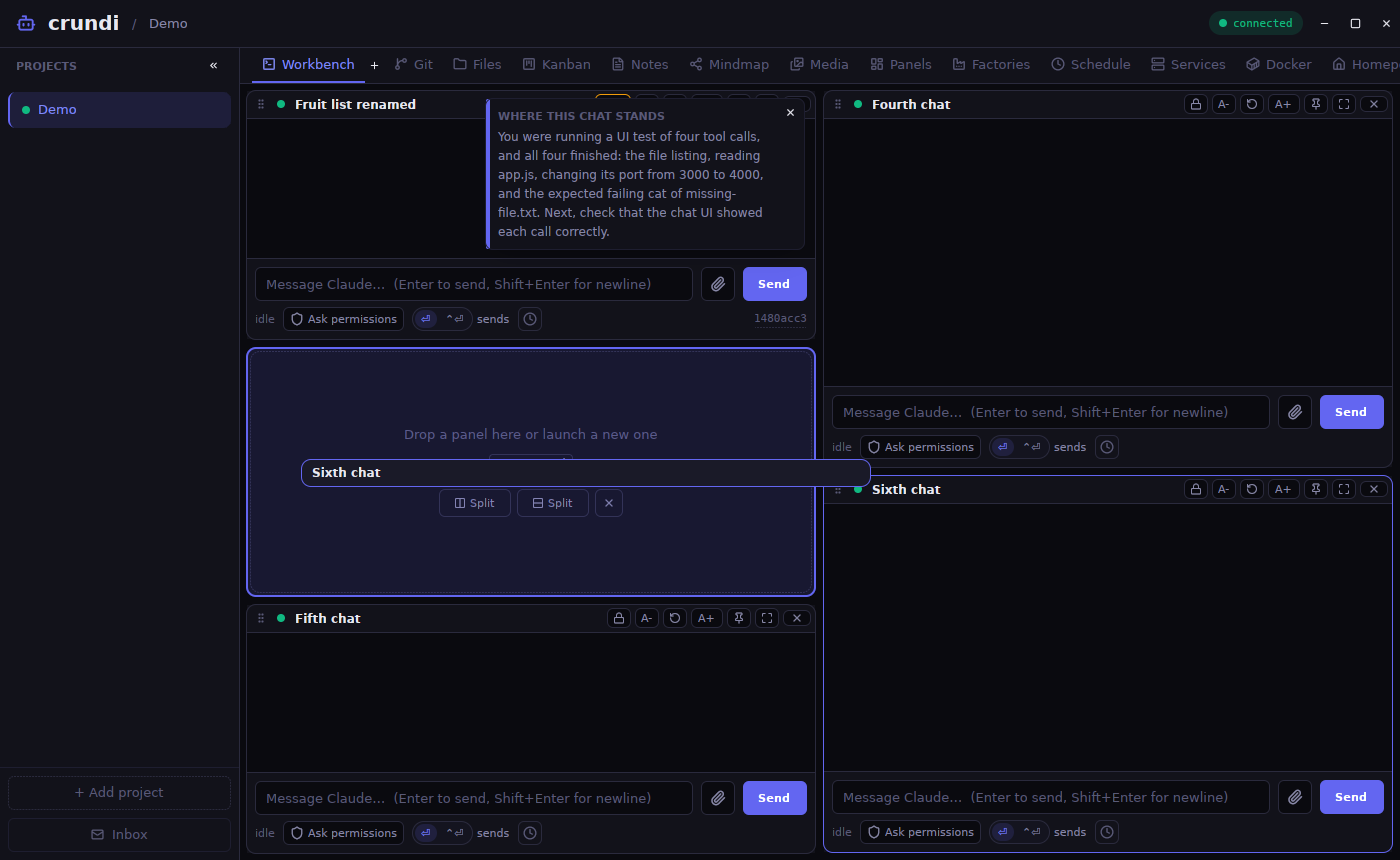 crundi / Demo
connected
PROJECTS
«
Demo
+ Add project
Inbox
Workbench
+
Git
Files
Kanban
Notes
Mindmap
Media
Panels
Factories
Schedule
Services
Docker
Homep
Fruit list renamed
WHERE THIS CHAT STANDS
You were running a UI test of four tool calls,
and all four finished: the file listing, reading
app.js, changing its port from 3000 to 4000,
and the expected failing cat of missing-
file.txt. Next, check that the chat UI showed
each call correctly.
Message Claude… (Enter to send, Shift+Enter for newline)
Send
idle
Ask permissions
⏎ ⌃⏎ sends
1480acc3
Drop a panel here or launch a new one
Sixth chat
Split
Split
Fifth chat
A-
A+
Message Claude… (Enter to send, Shift+Enter for newline)
Send
idle
Ask permissions
⏎ ⌃⏎ sends
Fourth chat
A-
A+
Message Claude… (Enter to send, Shift+Enter for newline)
Send
idle
Ask permissions
⏎ ⌃⏎ sends
Sixth chat
A-
A+
Message Claude… (Enter to send, Shift+Enter for newline)
Send
idle
Ask permissions
⏎ ⌃⏎ sends